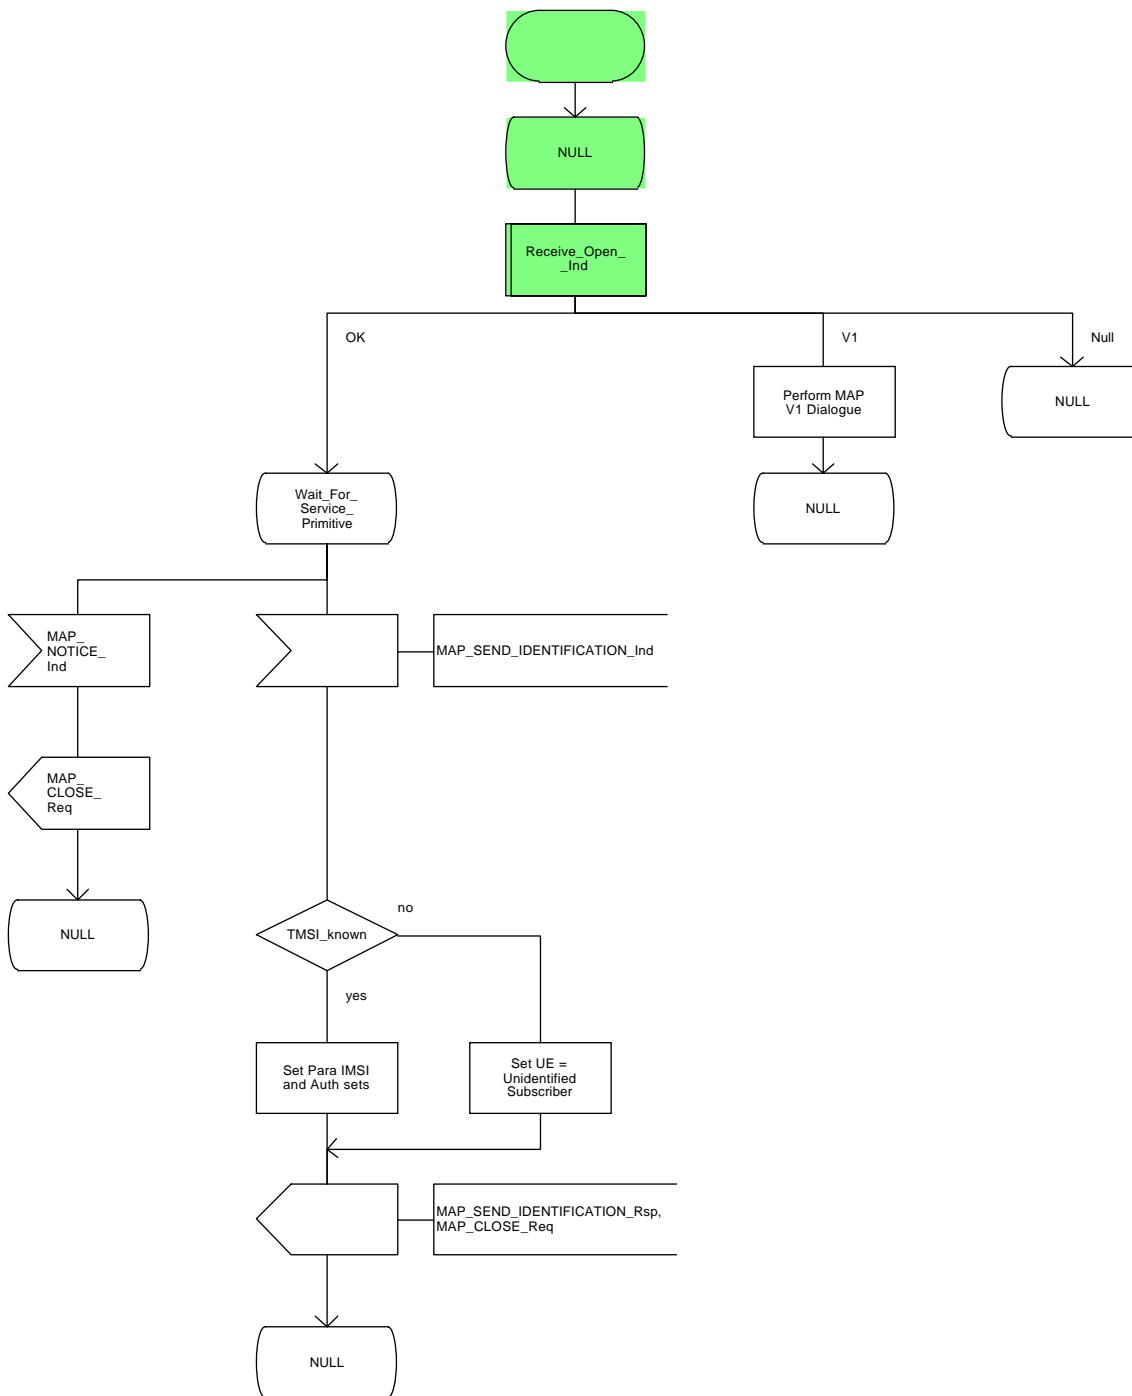 NULL
Receive_Open_
_Ind
OK
V1
Null
Perform MAP
V1 Dialogue
NULL
Wait_For_
Service_
Primitive
NULL
MAP_
NOTICE_
Ind
MAP_SEND_IDENTIFICATION_Ind
MAP_
CLOSE_
Req
NULL
no
TMSI_known
yes
Set Para IMSI
and Auth sets
Set UE =
Unidentified
Subscriber
MAP_SEND_IDENTIFICATION_Rsp,
MAP_CLOSE_Req
NULL